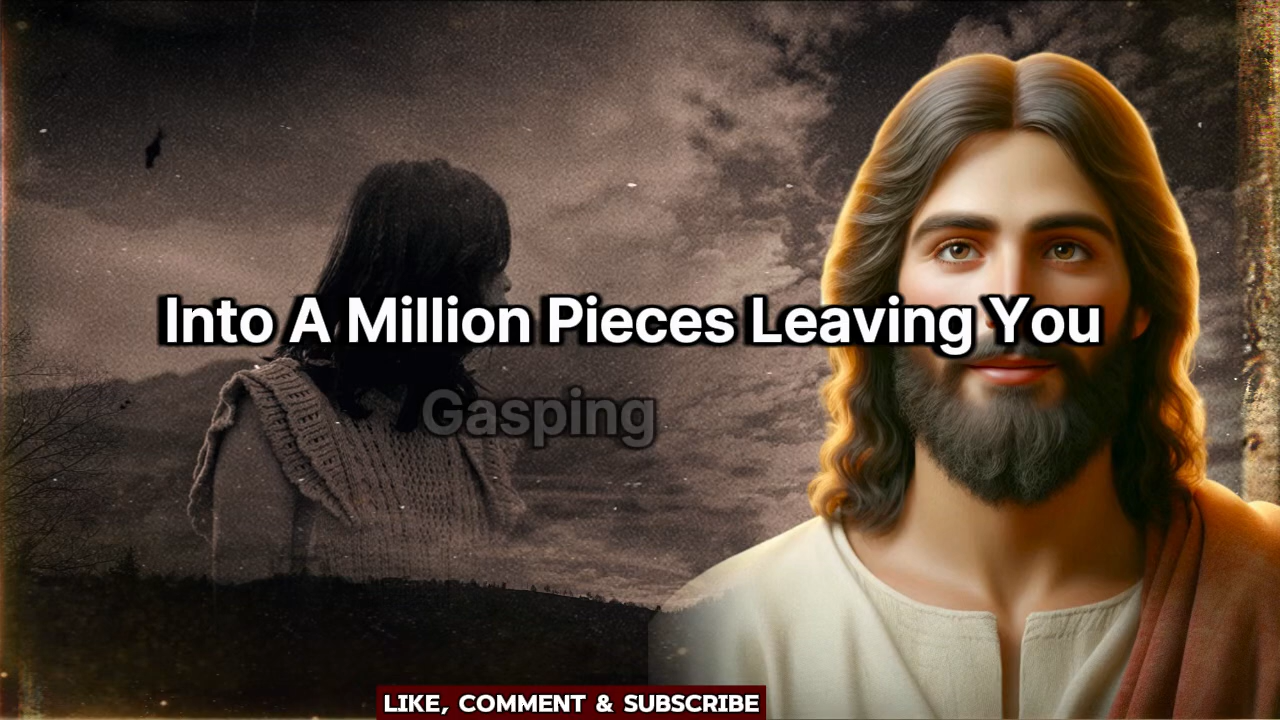 Into A Million Pieces Leaving You
Gasping
LIKE, COMMENT & SUBSCRIBE